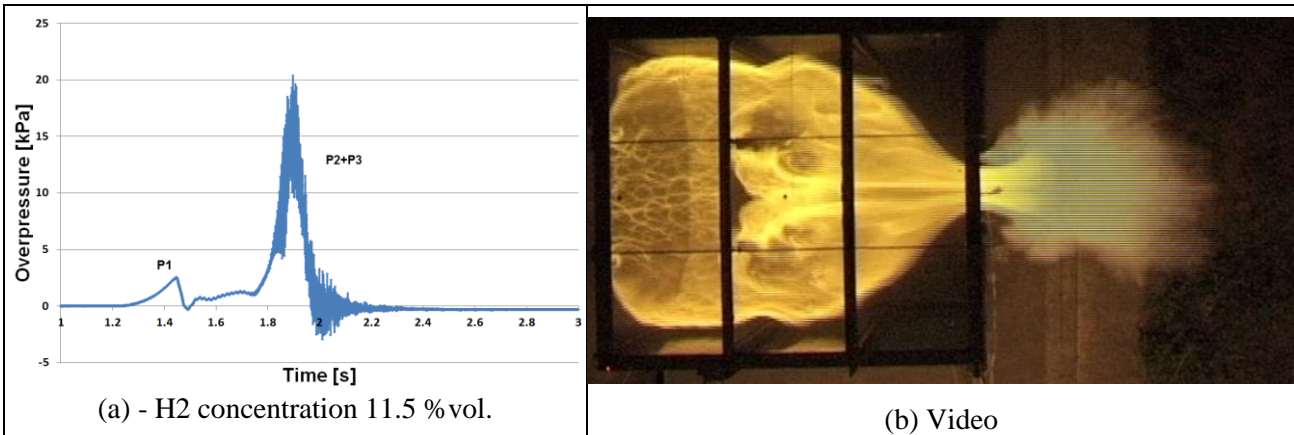 25
20
15
10
5
0
-5
Overpressure [kPa]
P1
P2+P3
1 1.2 1.4 1.6 1.8 2 2.2 2.4 2.6 2.8 3
Time [s]
(a) - H2 concentration 11.5 %vol.
(b) Video